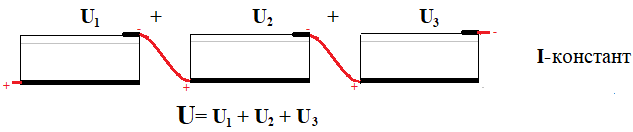 U1 + U2 + U3
- - -
I-констант
+ + +
U= U1 + U2 + U3